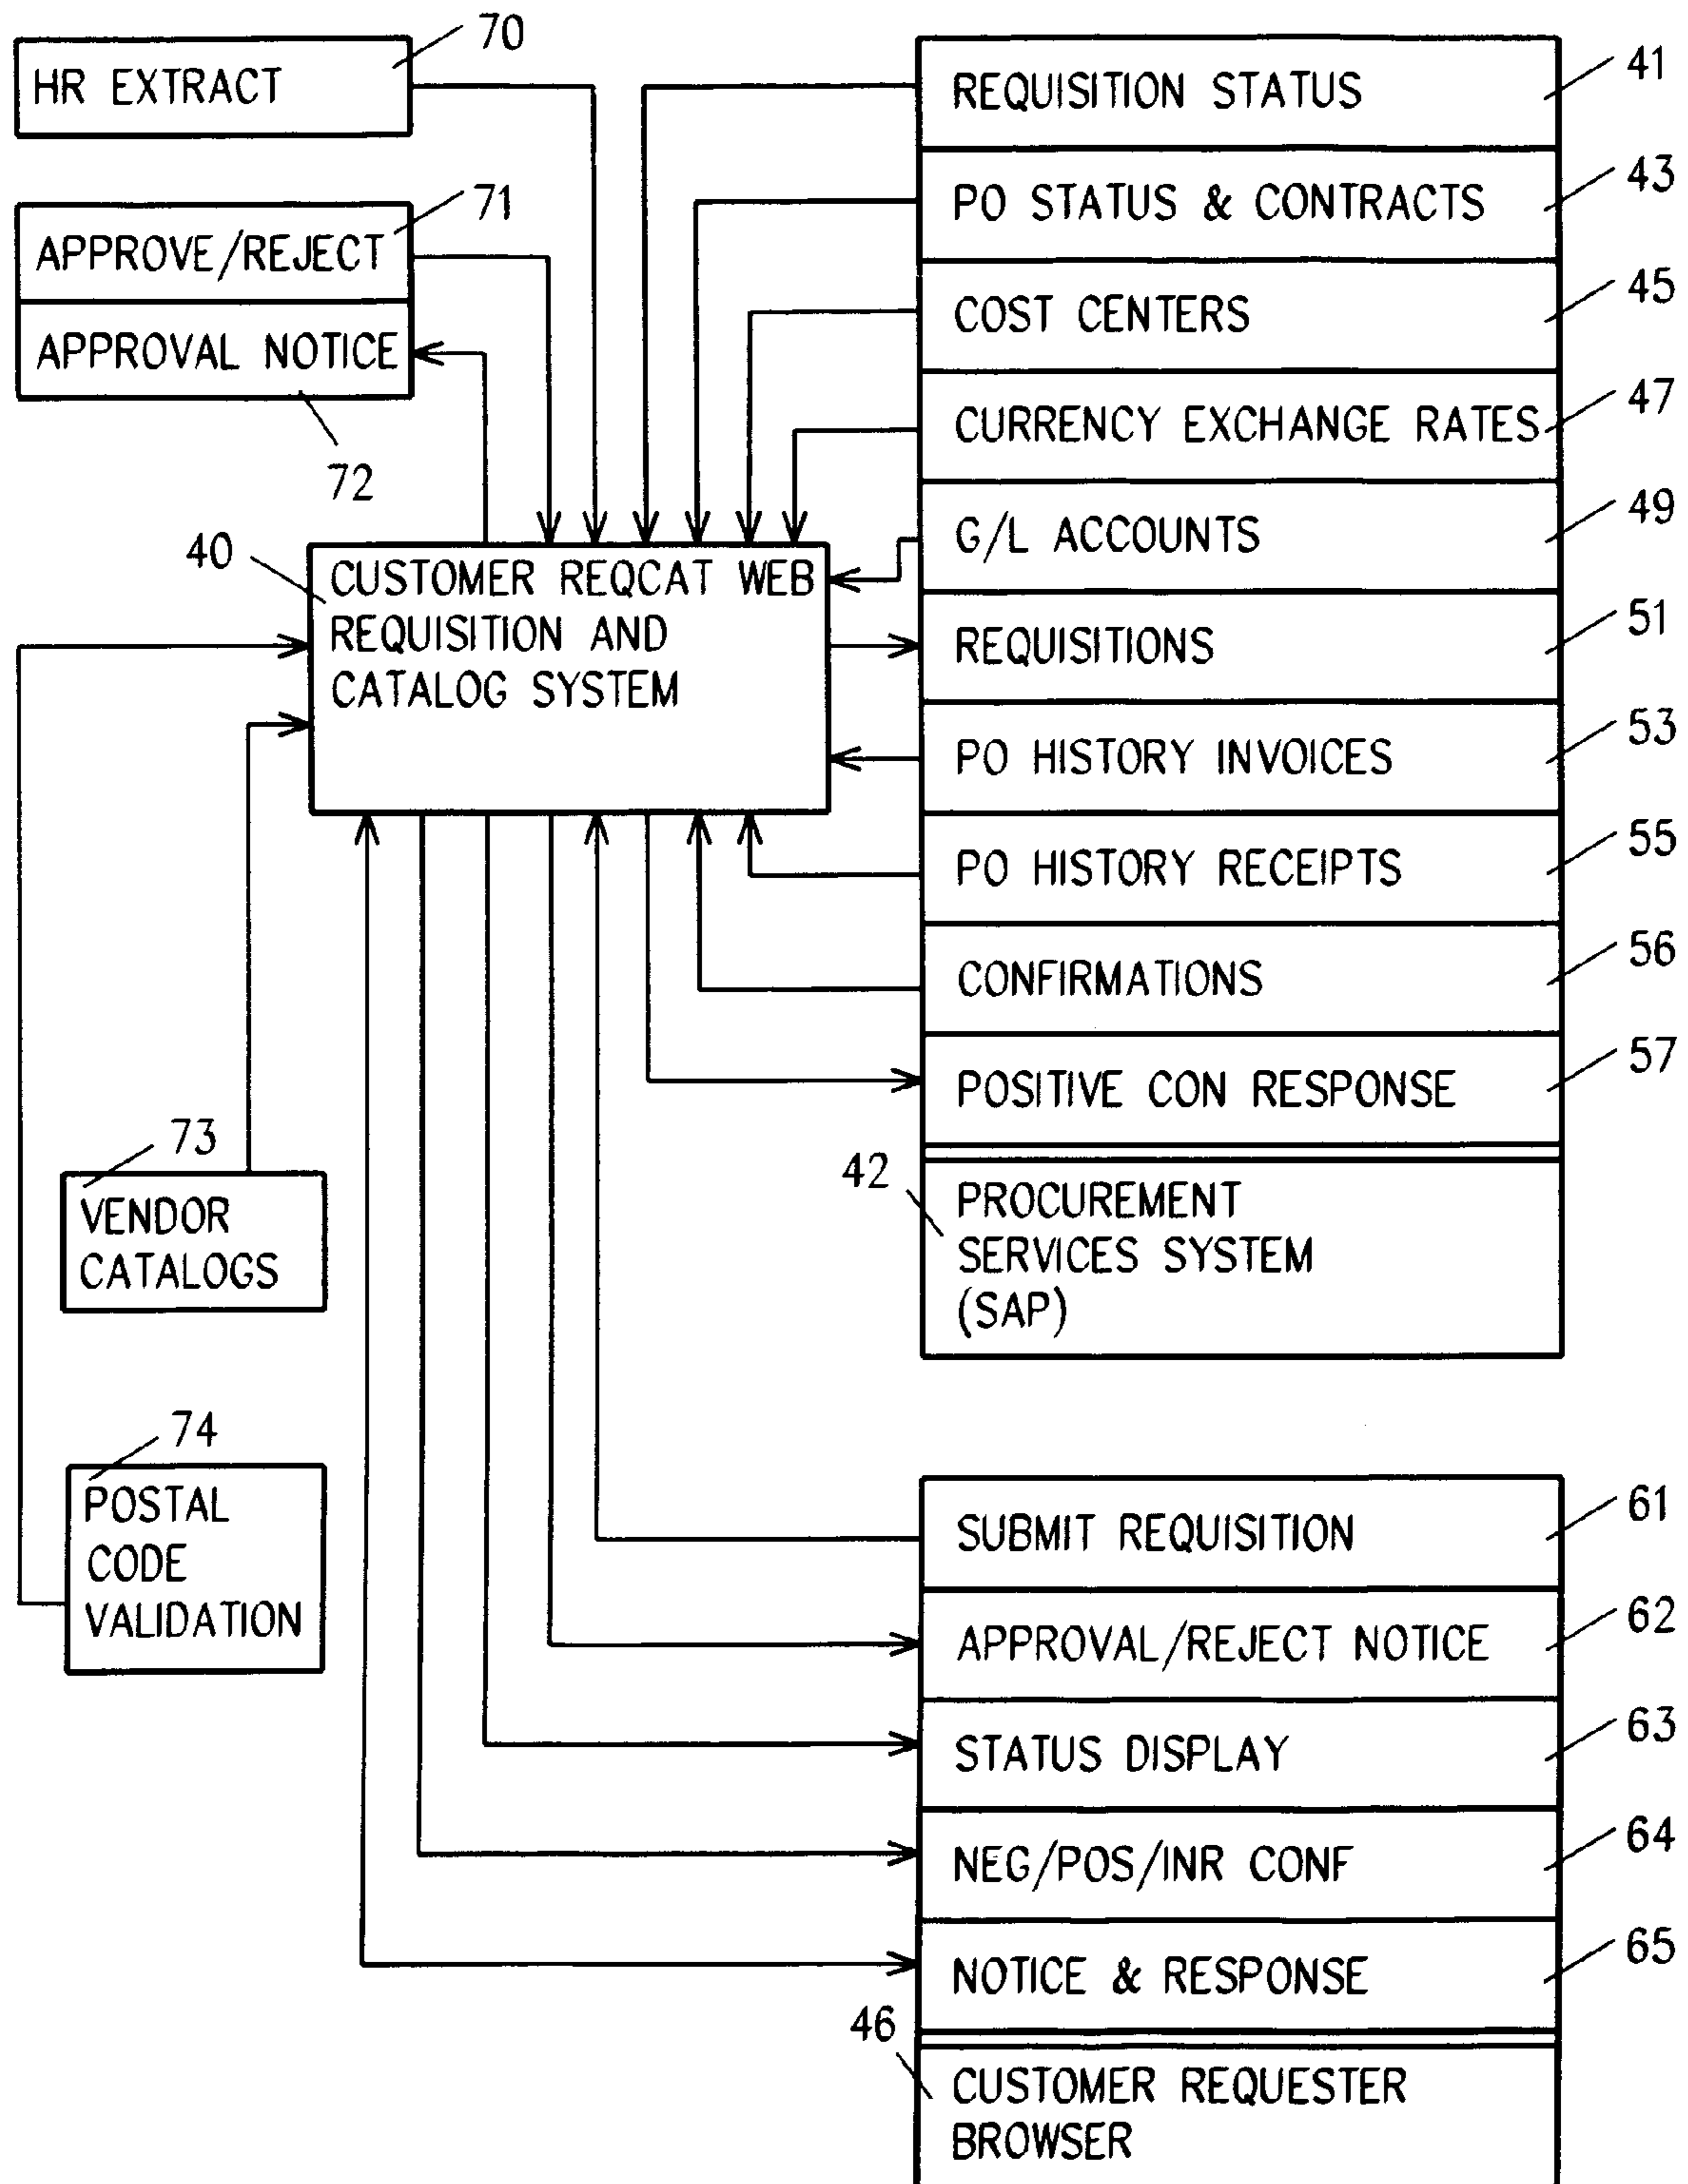 70
HR EXTRACT
71
APPROVE/REJECT
APPROVAL NOTICE
72
40
CUSTOMER REQCAT WEB
REQUISITION AND
CATALOG SYSTEM
73
VENDOR
CATALOGS
74
POSTAL
CODE
VALIDATION
REQUISITION STATUS
41
PO STATUS & CONTRACTS
43
COST CENTERS
45
CURRENCY EXCHANGE RATES
47
G/L ACCOUNTS
49
REQUISITIONS
51
PO HISTORY INVOICES
53
PO HISTORY RECEIPTS
55
CONFIRMATIONS
56
POSITIVE CON RESPONSE
57
42
PROCUREMENT
SERVICES SYSTEM
(SAP)
SUBMIT REQUISITION
61
APPROVAL/REJECT NOTICE
62
STATUS DISPLAY
63
NEG/POS/INR CONF
64
NOTICE & RESPONSE
65
46
CUSTOMER REQUESTER
BROWSER